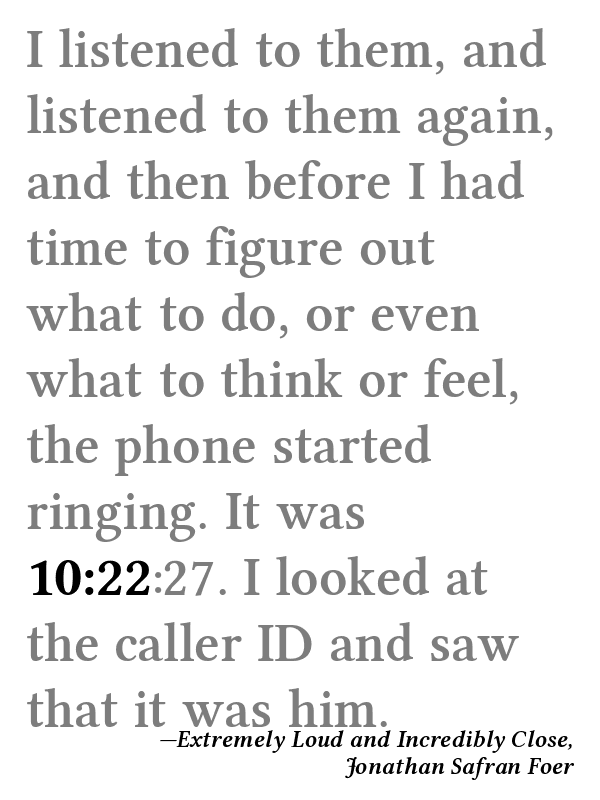 I listened to them, and
listened to them again,
and then before I had
time to figure out
what to do, or even
what to think or feel,
the phone started
ringing. It was
10:22:27. I looked at
the caller ID and saw
that it was him.
—Extremely Loud and Incredibly Close,
Jonathan Safran Foer